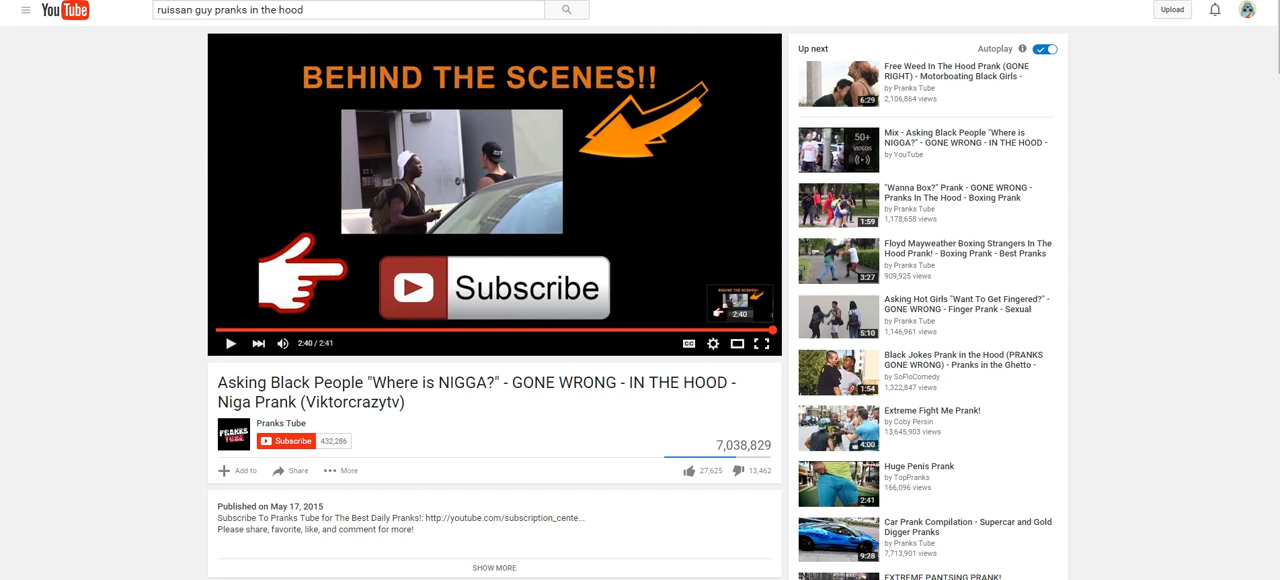 YouTube
ruissan guy pranks in the hood
Upload
BEHIND THE SCENES!!
Subscribe
BEHIND THE SCENES!!
2:40
2:40 / 2:41
CC
Asking Black People "Where is NIGGA?" - GONE WRONG - IN THE HOOD -
Niga Prank (Viktorcrazytv)
PRANKS
TUBE
Pranks Tube
Subscribe
432,286
7,038,829
Add to
Share
More
27,625
13,462
Published on May 17, 2015
Subscribe To Pranks Tube for The Best Daily Pranks!: http://youtube.com/subscription_cente...
Please share, favorite, like, and comment for more!
SHOW MORE
Up next
Autoplay
6:29
Free Weed In The Hood Prank (GONE
RIGHT) - Motorboating Black Girls -
by Pranks Tube
2,106,864 views
50+
VIDEOS
Mix - Asking Black People "Where is
NIGGA?" - GONE WRONG - IN THE HOOD -
by YouTube
1:59
"Wanna Box?" Prank - GONE WRONG -
Pranks In The Hood - Boxing Prank
by Pranks Tube
1,178,658 views
3:27
Floyd Mayweather Boxing Strangers In The
Hood Prank! - Boxing Prank - Best Pranks
by Pranks Tube
909,925 views
5:10
Asking Hot Girls "Want To Get Fingered?" -
GONE WRONG - Finger Prank - Sexual
by Pranks Tube
1,146,961 views
1:54
Black Jokes Prank in the Hood (PRANKS
GONE WRONG) - Pranks in the Ghetto -
by SoFloComedy
1,322,847 views
4:00
Extreme Fight Me Prank!
by Coby Persin
13,645,903 views
2:41
Huge Penis Prank
by TopPranks
166,096 views
9:28
Car Prank Compilation - Supercar and Gold
Digger Pranks
by Pranks Tube
7,713,901 views
EXTREME PANTSING PRANK!